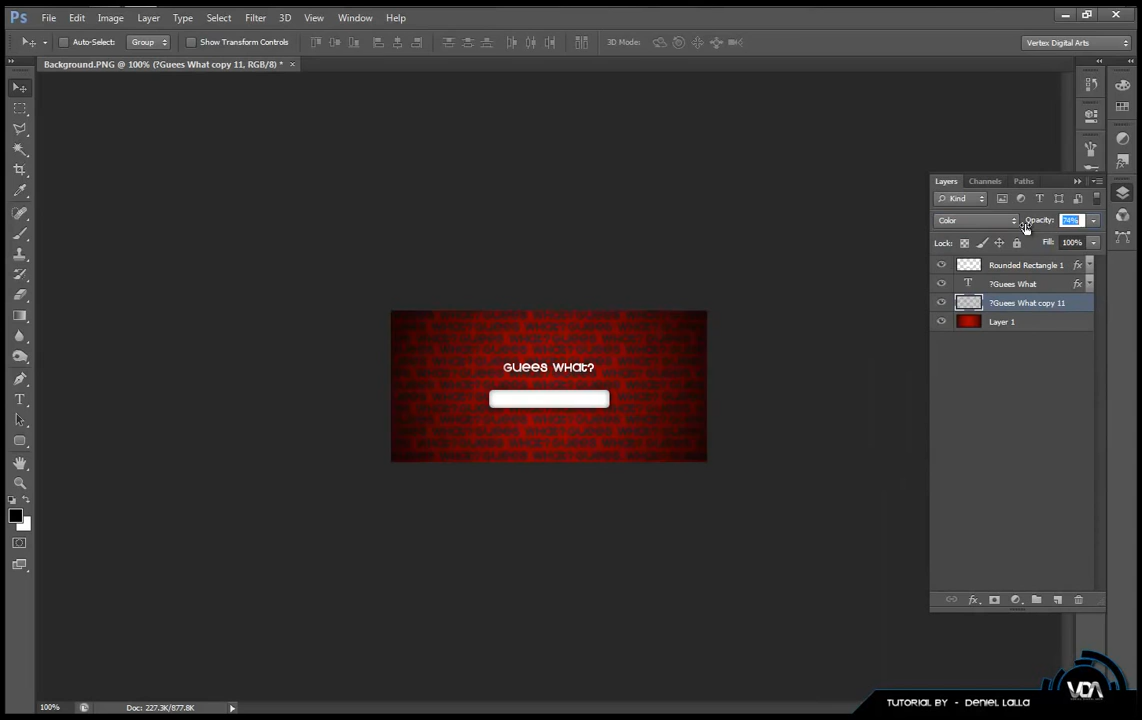 Ps File Edit Image Layer Type Select Filter 3D View Window Help
Auto-Select: Group Show Transform Controls 3D Mode: Vertex Digital Arts
Background.PNG @ 100% (?Guees What copy 11, RGB/8) *
Layers Channels Paths
Kind
Color Opacity: 74%
Lock: Fill: 100%
Rounded Rectangle 1 fx
T ?Guees What fx
?Guees What copy 11
Layer 1
Guees What?
100% Doc: 227.3K/877.8K
VDA
Tutorial by - Deniel Lalla